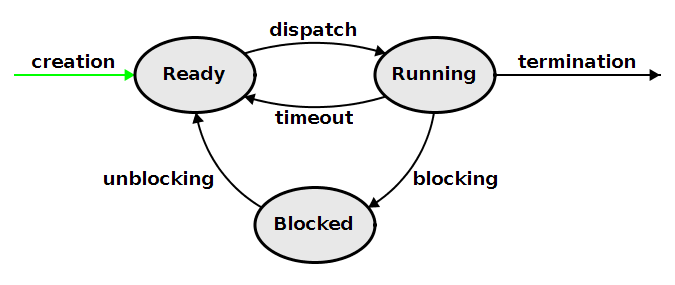 dispatch
creation
Ready
Running
termination
timeout
unblocking
blocking
Blocked